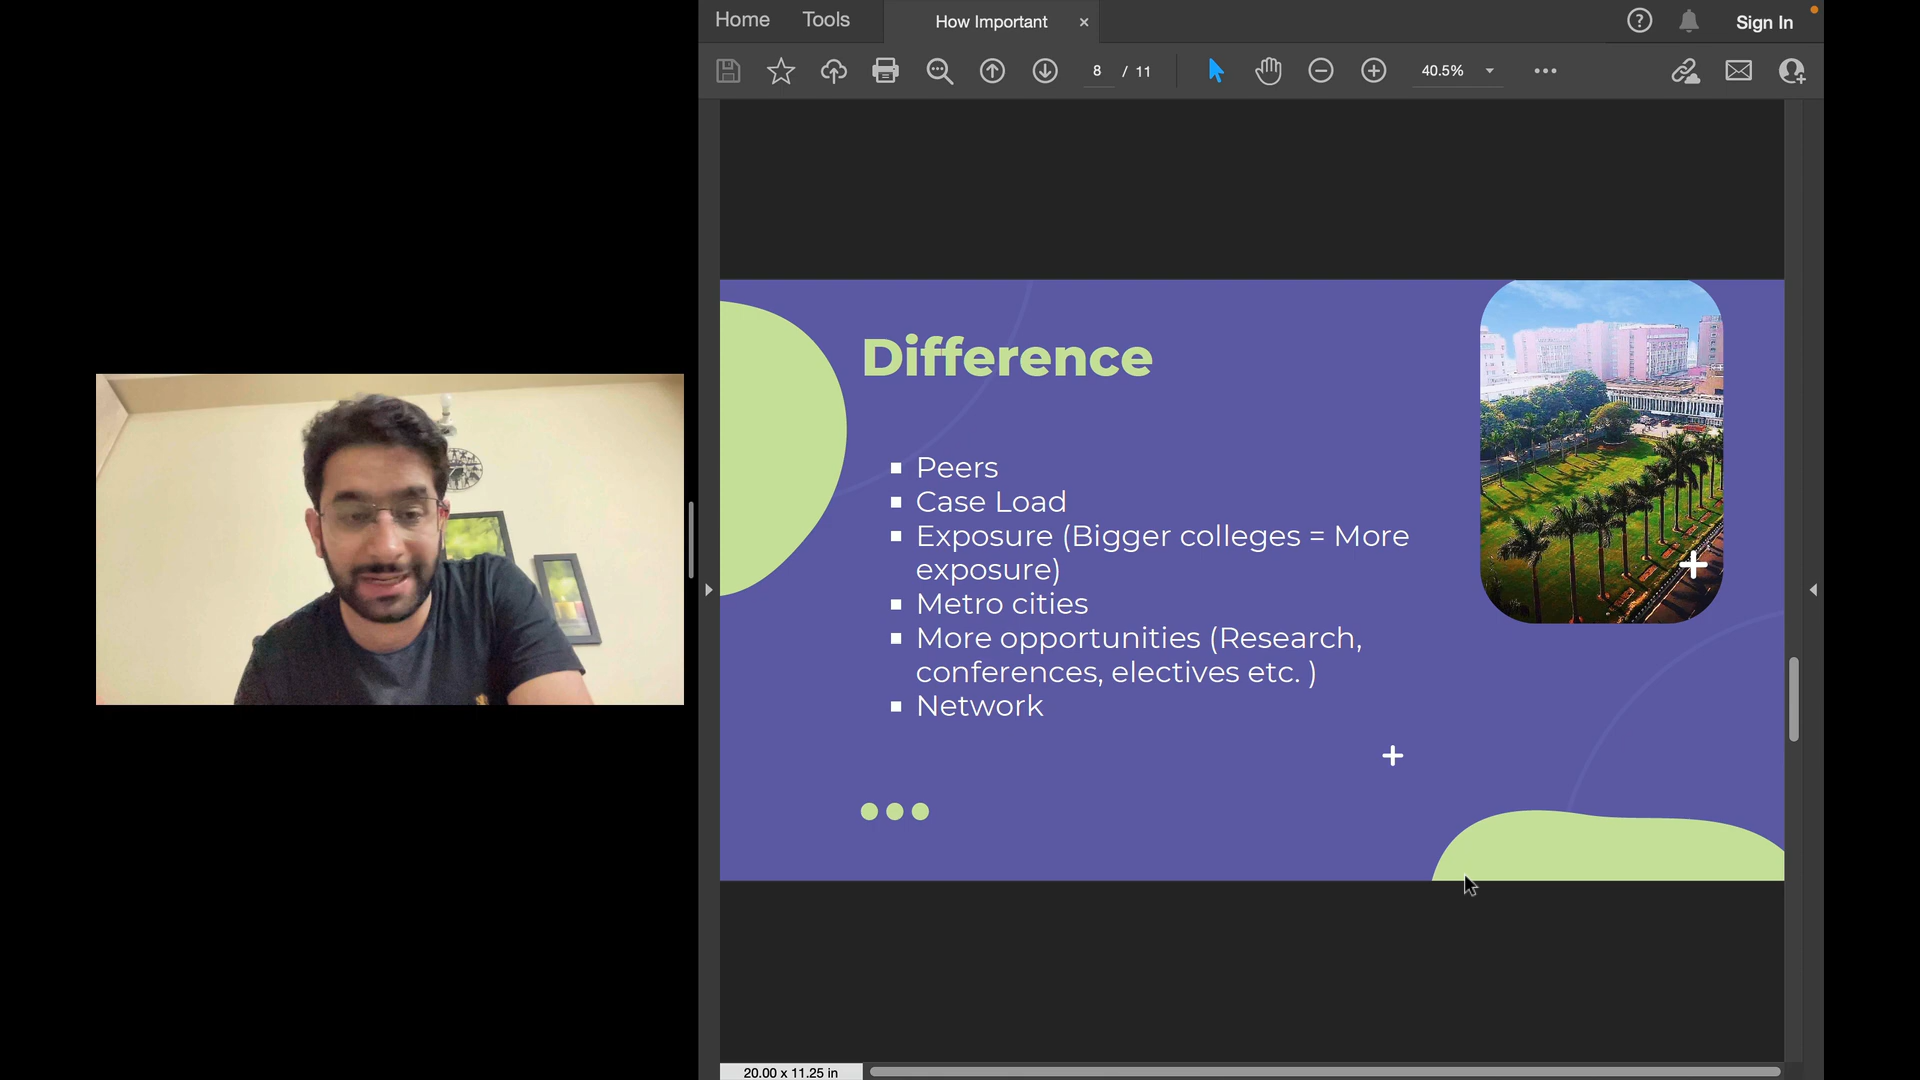 Home Tools How Important × Sign In
8 / 11 40.5%
Difference
Peers
Case Load
Exposure (Bigger colleges = More
exposure)
Metro cities
More opportunities (Research,
conferences, electives etc. )
Network
20.00 x 11.25 in